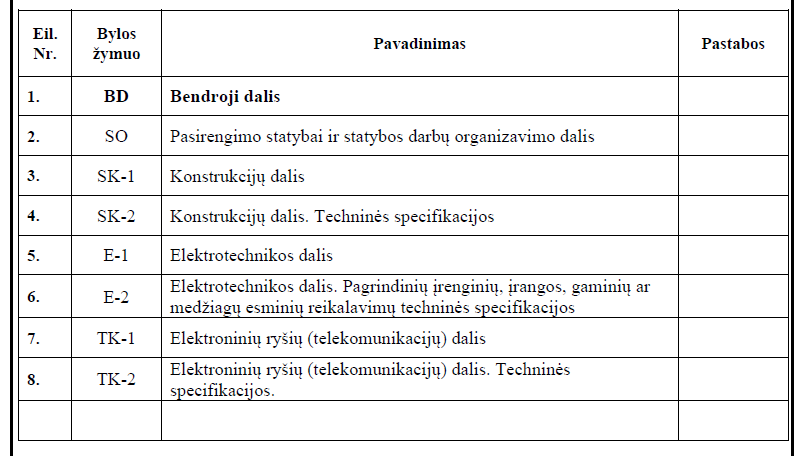 Eil. Nr. Bylos žymuo Pavadinimas Pastabos
1. BD Bendroji dalis
2. SO Pasirengimo statybai ir statybos darbų organizavimo dalis
3. SK-1 Konstrukcijų dalis
4. SK-2 Konstrukcijų dalis. Techninės specifikacijos
5. E-1 Elektrotechnikos dalis
6. E-2 Elektrotechnikos dalis. Pagrindinių įrenginių, įrangos, gaminių ar
medžiagų esminių reikalavimų techninės specifikacijos
7. TK-1 Elektroninių ryšių (telekomunikacijų) dalis
8. TK-2 Elektroninių ryšių (telekomunikacijų) dalis. Techninės
specifikacijos.